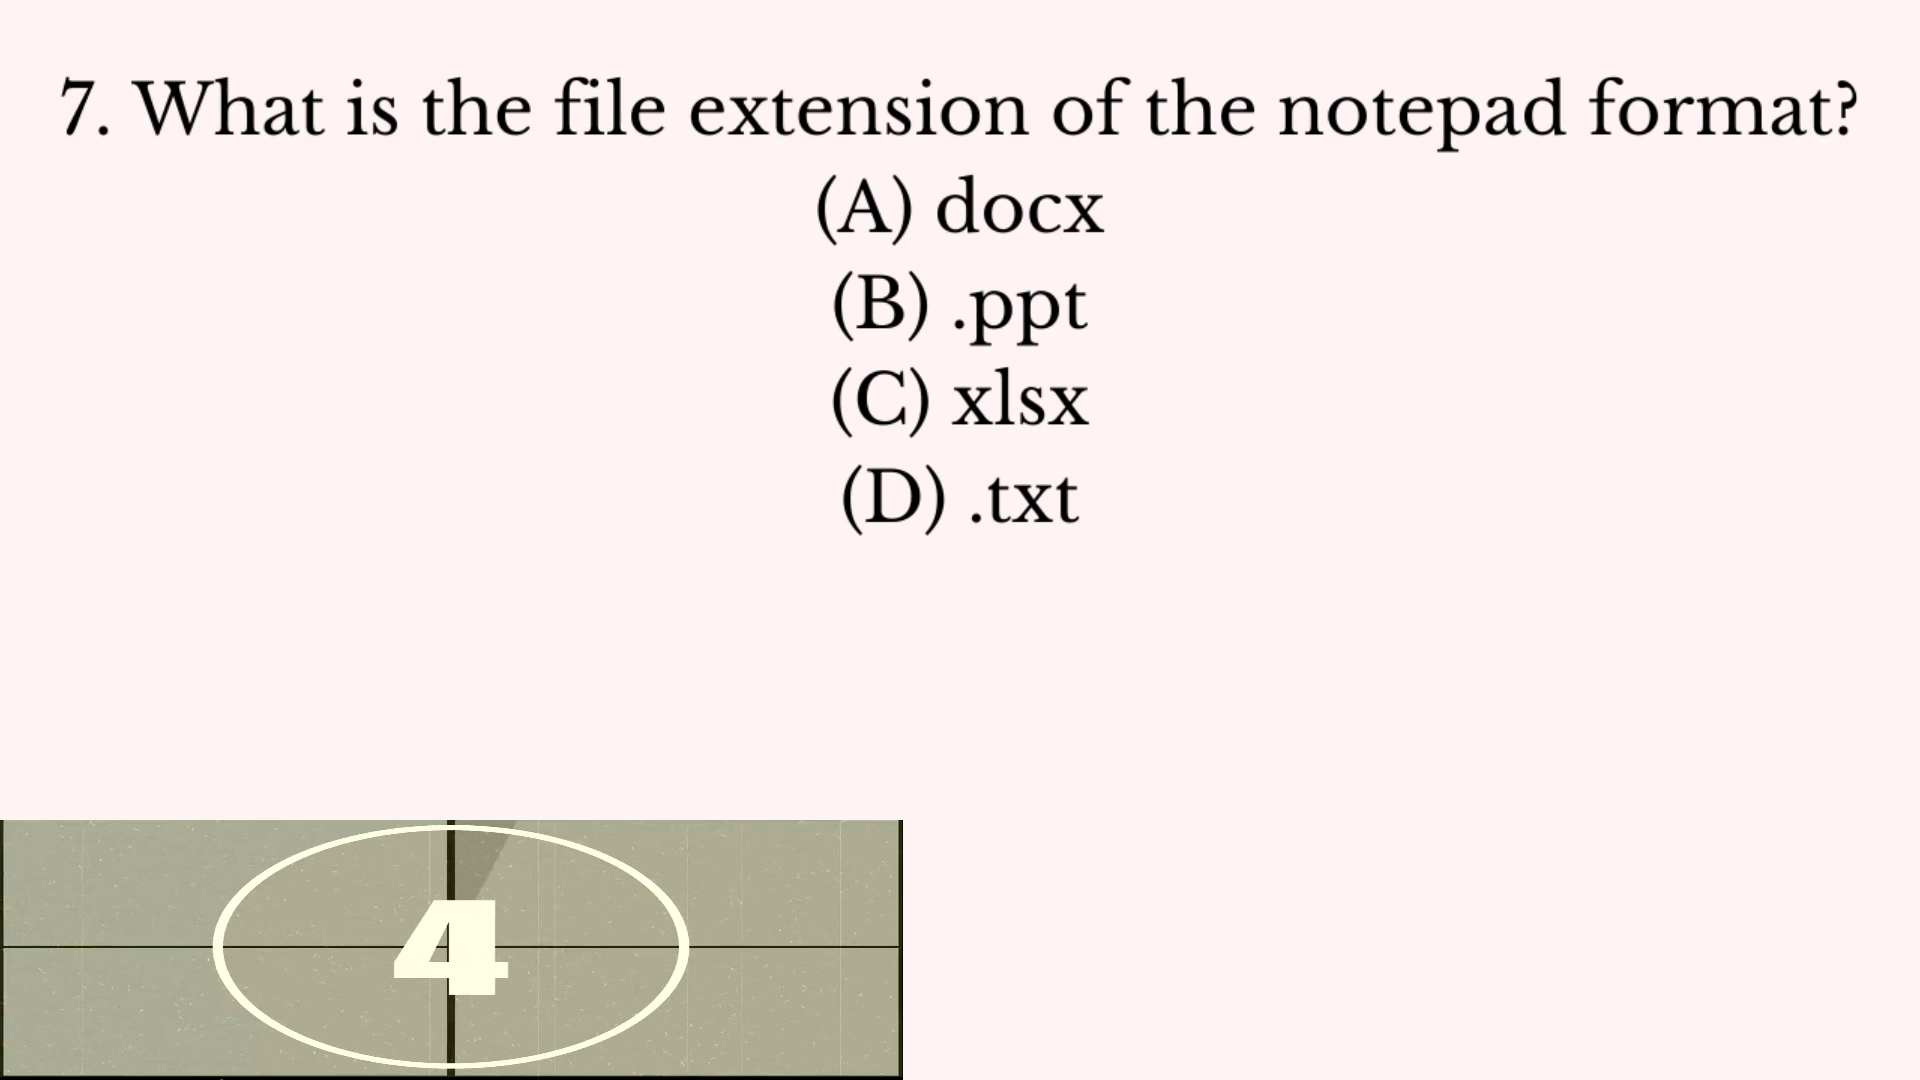 7. What is the file extension of the notepad format?
(A) docx
(B) .ppt
(C) xlsx
(D) .txt
4